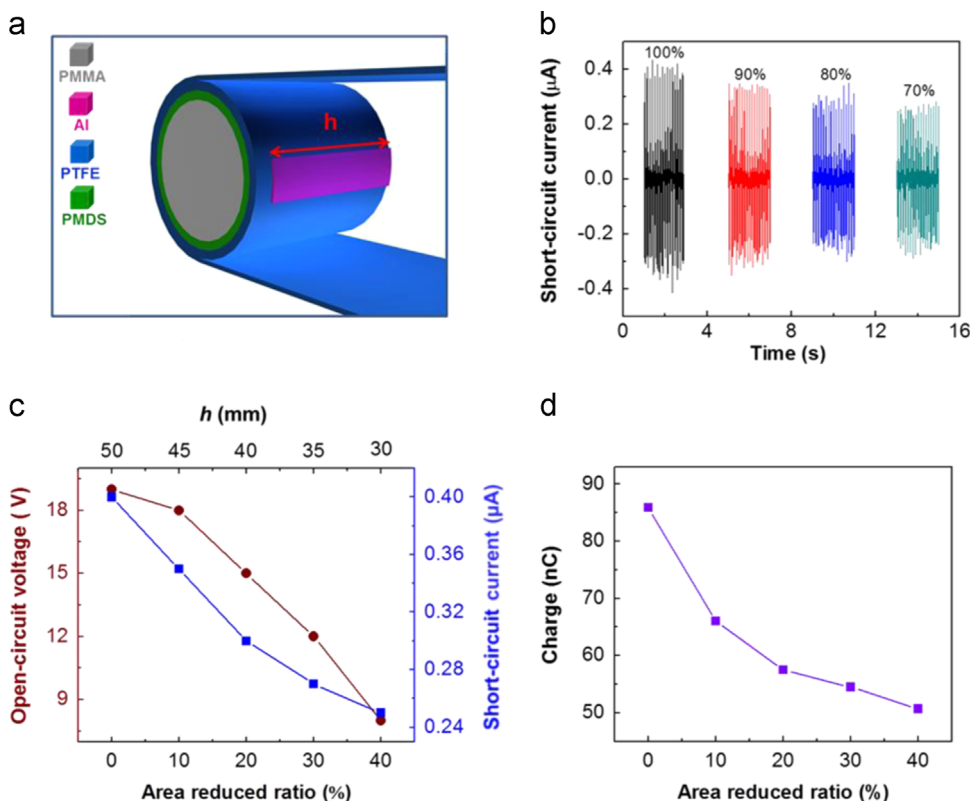 a
PMMA
Al
PTFE
PMDS
h
b
Short-circuit current (μA)
0.4
0.2
0.0
-0.2
-0.4
100%
90%
80%
70%
0 4 8 12 16
Time (s)
c
h (mm)
50 45 40 35 30
Open-circuit voltage ( V)
18
15
12
9
0.40
0.36
0.32
0.28
0.24
Short-circuit current (μA)
0 10 20 30 40
Area reduced ratio (%)
d
Charge (nC)
90
80
70
60
50
0 10 20 30 40
Area reduced ratio (%)